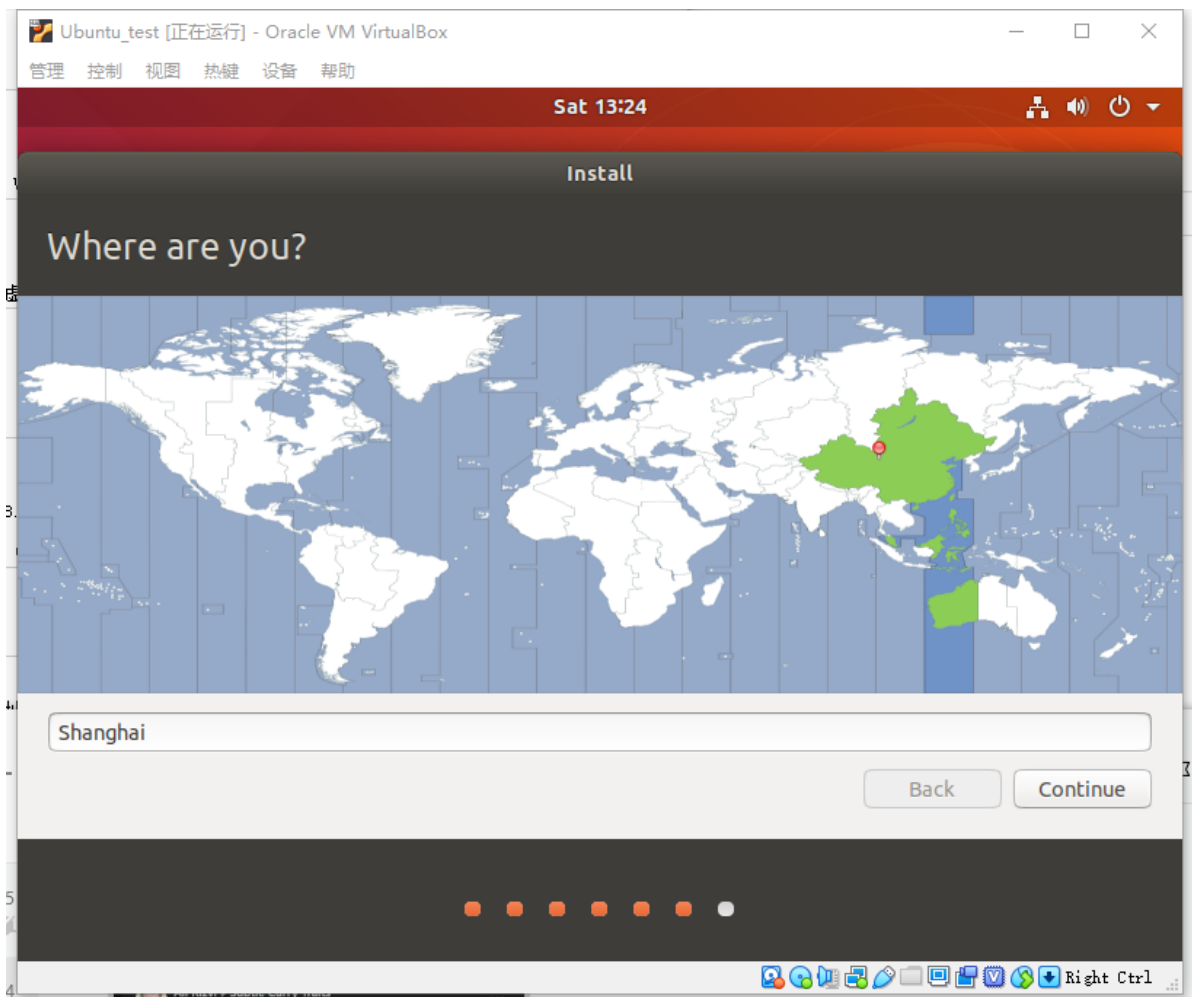 Ubuntu_test [正在运行] - Oracle VM VirtualBox
管理 控制 视图 热键 设备 帮助
Sat 13:24
Install
Where are you?
Shanghai
Back Continue
Right Ctrl